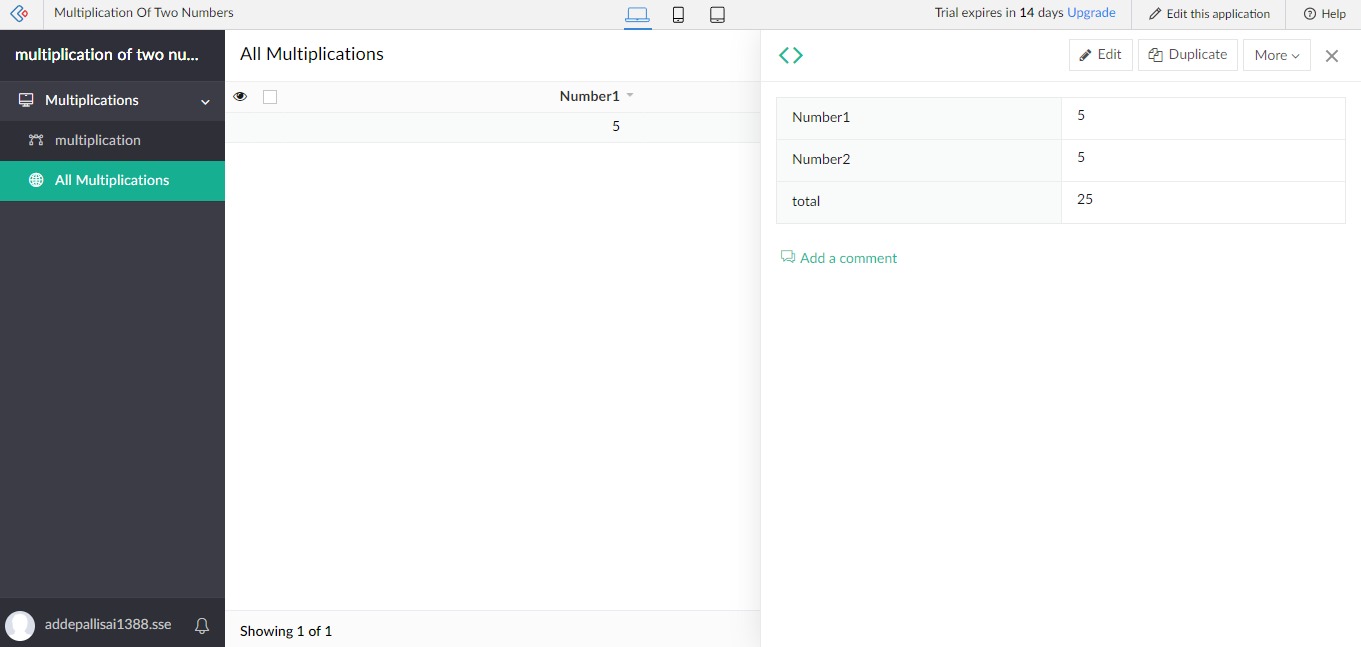 Multiplication Of Two Numbers
Trial expires in 14 days Upgrade
Edit this application
Help
multiplication of two nu...
Multiplications
multiplication
All Multiplications
addepallisai1388.sse
All Multiplications
Number1
5
Showing 1 of 1
Edit
Duplicate
More
Number1 5
Number2 5
total 25
Add a comment